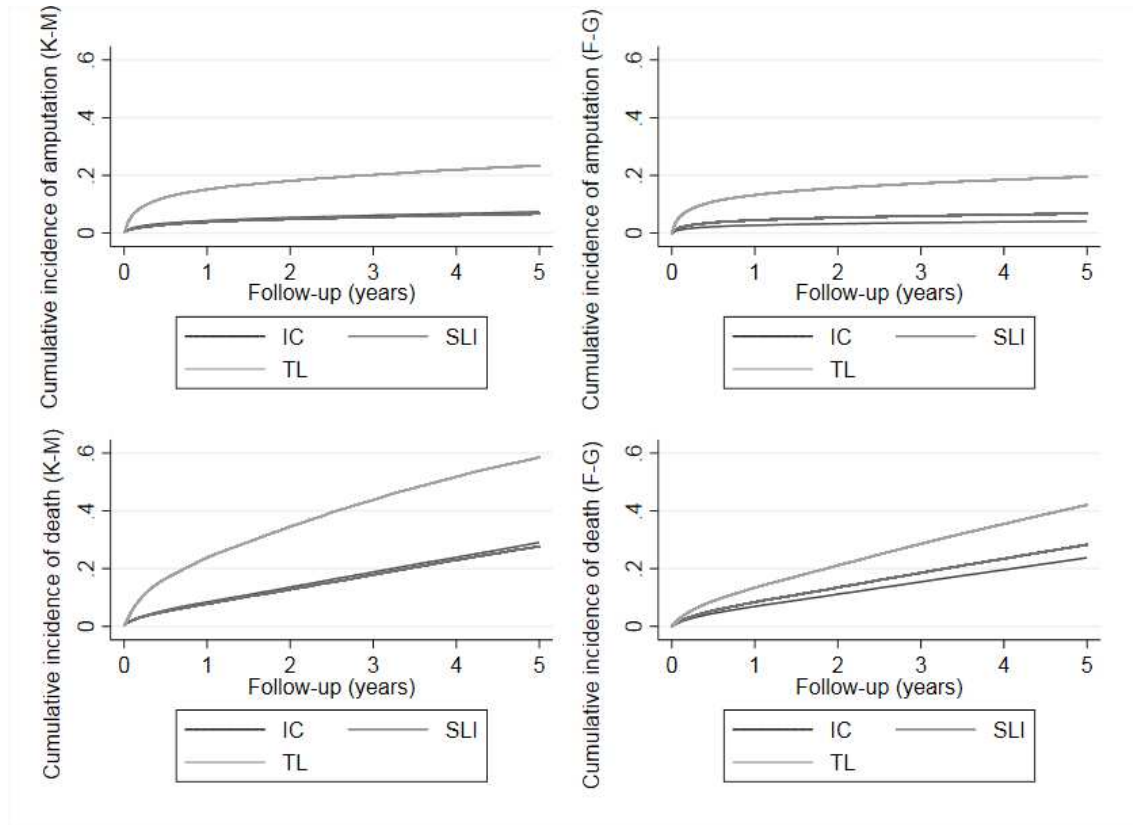 Cumulative incidence of amputation (K-M)
.6
.4
.2
0
0 1 2 3 4 5
Follow-up (years)
IC SLI
TL
Cumulative incidence of amputation (F-G)
.6
.4
.2
0
0 1 2 3 4 5
Follow-up (years)
IC SLI
TL
Cumulative incidence of death (K-M)
.6
.4
.2
0
0 1 2 3 4 5
Follow-up (years)
IC SLI
TL
Cumulative incidence of death (F-G)
.6
.4
.2
0
0 1 2 3 4 5
Follow-up (years)
IC SLI
TL